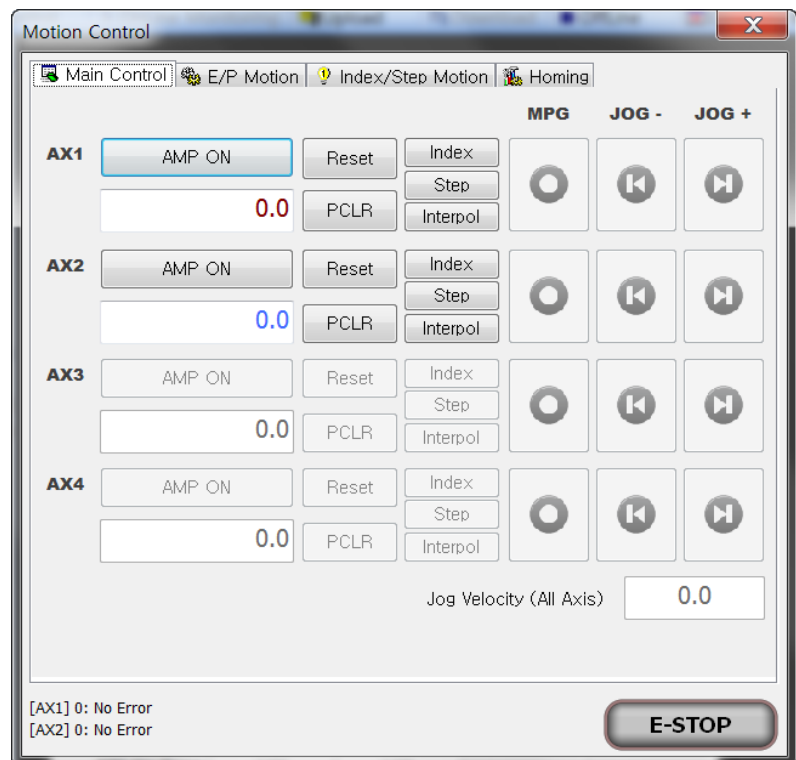 Motion Control
Main Control E/P Motion Index/Step Motion Homing
MPG JOG - JOG +
AX1 AMP ON Reset Index
Step
0.0 PCLR Interpol
AX2 AMP ON Reset Index
Step
0.0 PCLR Interpol
AX3 AMP ON Reset Index
Step
0.0 PCLR Interpol
AX4 AMP ON Reset Index
Step
0.0 PCLR Interpol
Jog Velocity (All Axis) 0.0
[AX1] 0: No Error
[AX2] 0: No Error
E-STOP